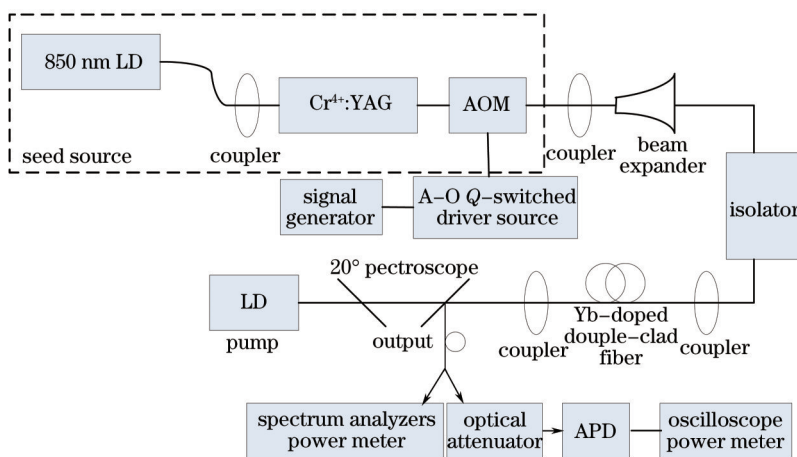 850 nm LD
Cr⁴⁺:YAG
AOM
seed source
coupler
coupler
beam
expander
signal
generator
A–O Q–switched
driver source
isolator
20° pectroscope
LD
pump
output
coupler
Yb–doped
douple–clad
fiber
coupler
spectrum analyzers
power meter
optical
attenuator
APD
oscilloscope
power meter